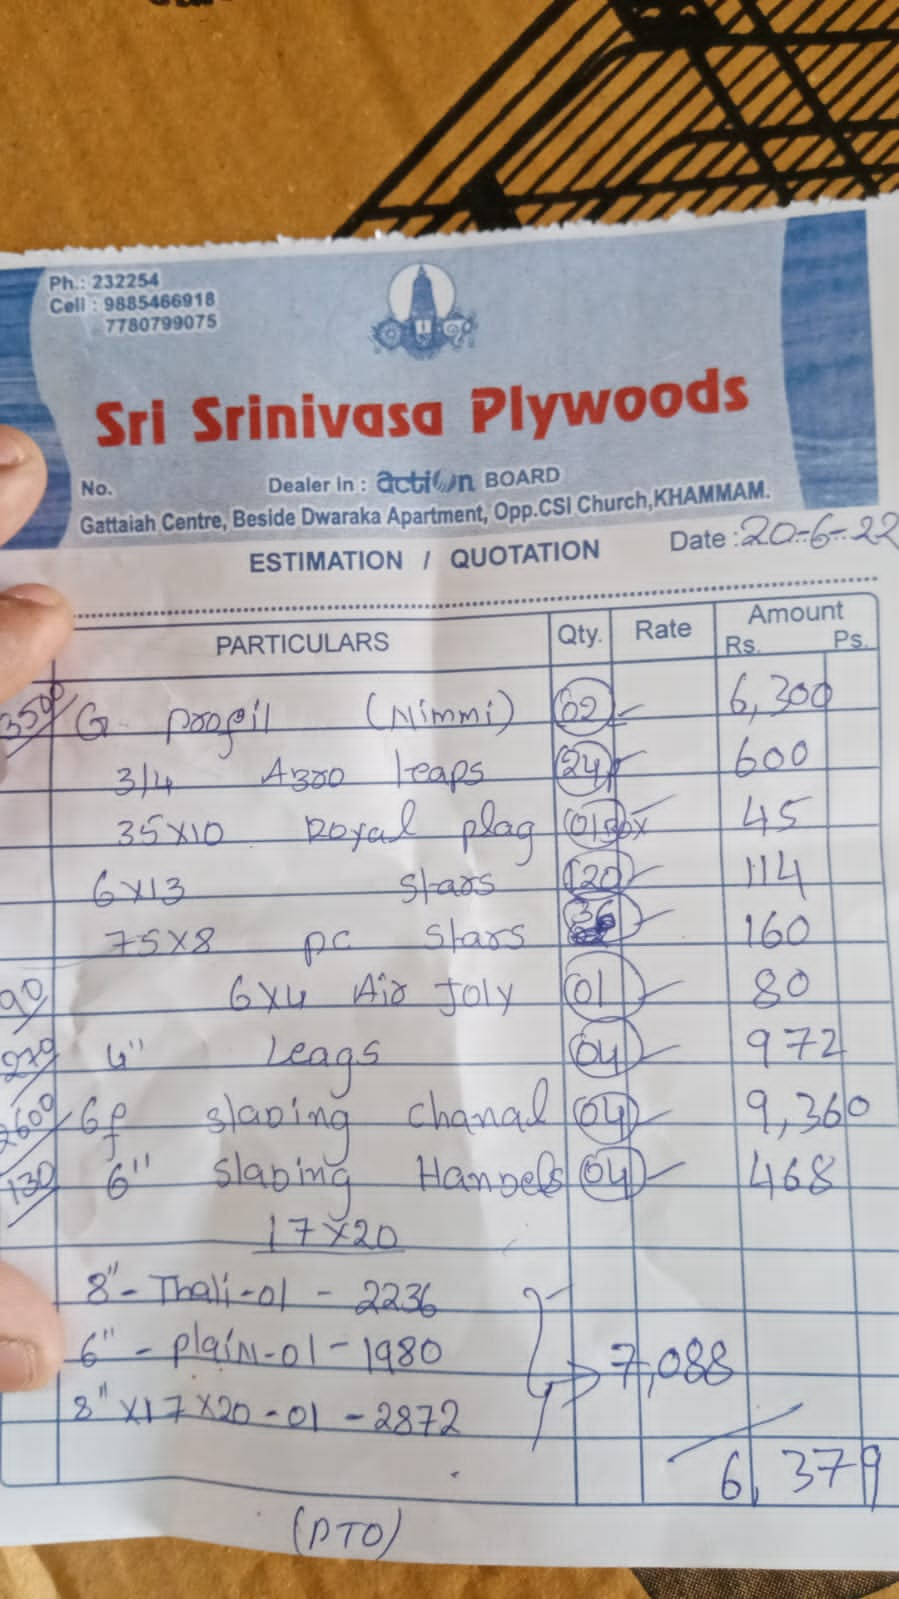 Ph.: 232254
Cell : 9885466918
7780799075
Sri Srinivasa Plywoods
No.
Dealer in : action BOARD
Gattaiah Centre, Beside Dwaraka Apartment, Opp.CSI Church,KHAMMAM.
ESTIMATION / QUOTATION Date : 20-6-22
PARTICULARS Qty. Rate Amount
Rs. Ps.
3500 G profil (Nimmi) 02 6,300
3/4 A330 leaps 24 600
35X10 Royal plag 01 Box 45
6X13 stars 120 114
75X8 pc stars 36 160
90 6X4 Air Joly 01 80
270 4" Leags 04 972
2600 6f slaping chanal 04 9,360
130 6" slaping Handels 04 468
17X20
8"- Thali-01 - 2236
6" - plain-01-1980 7,088
8"X17X20-01-2872
6,379
(PTO)